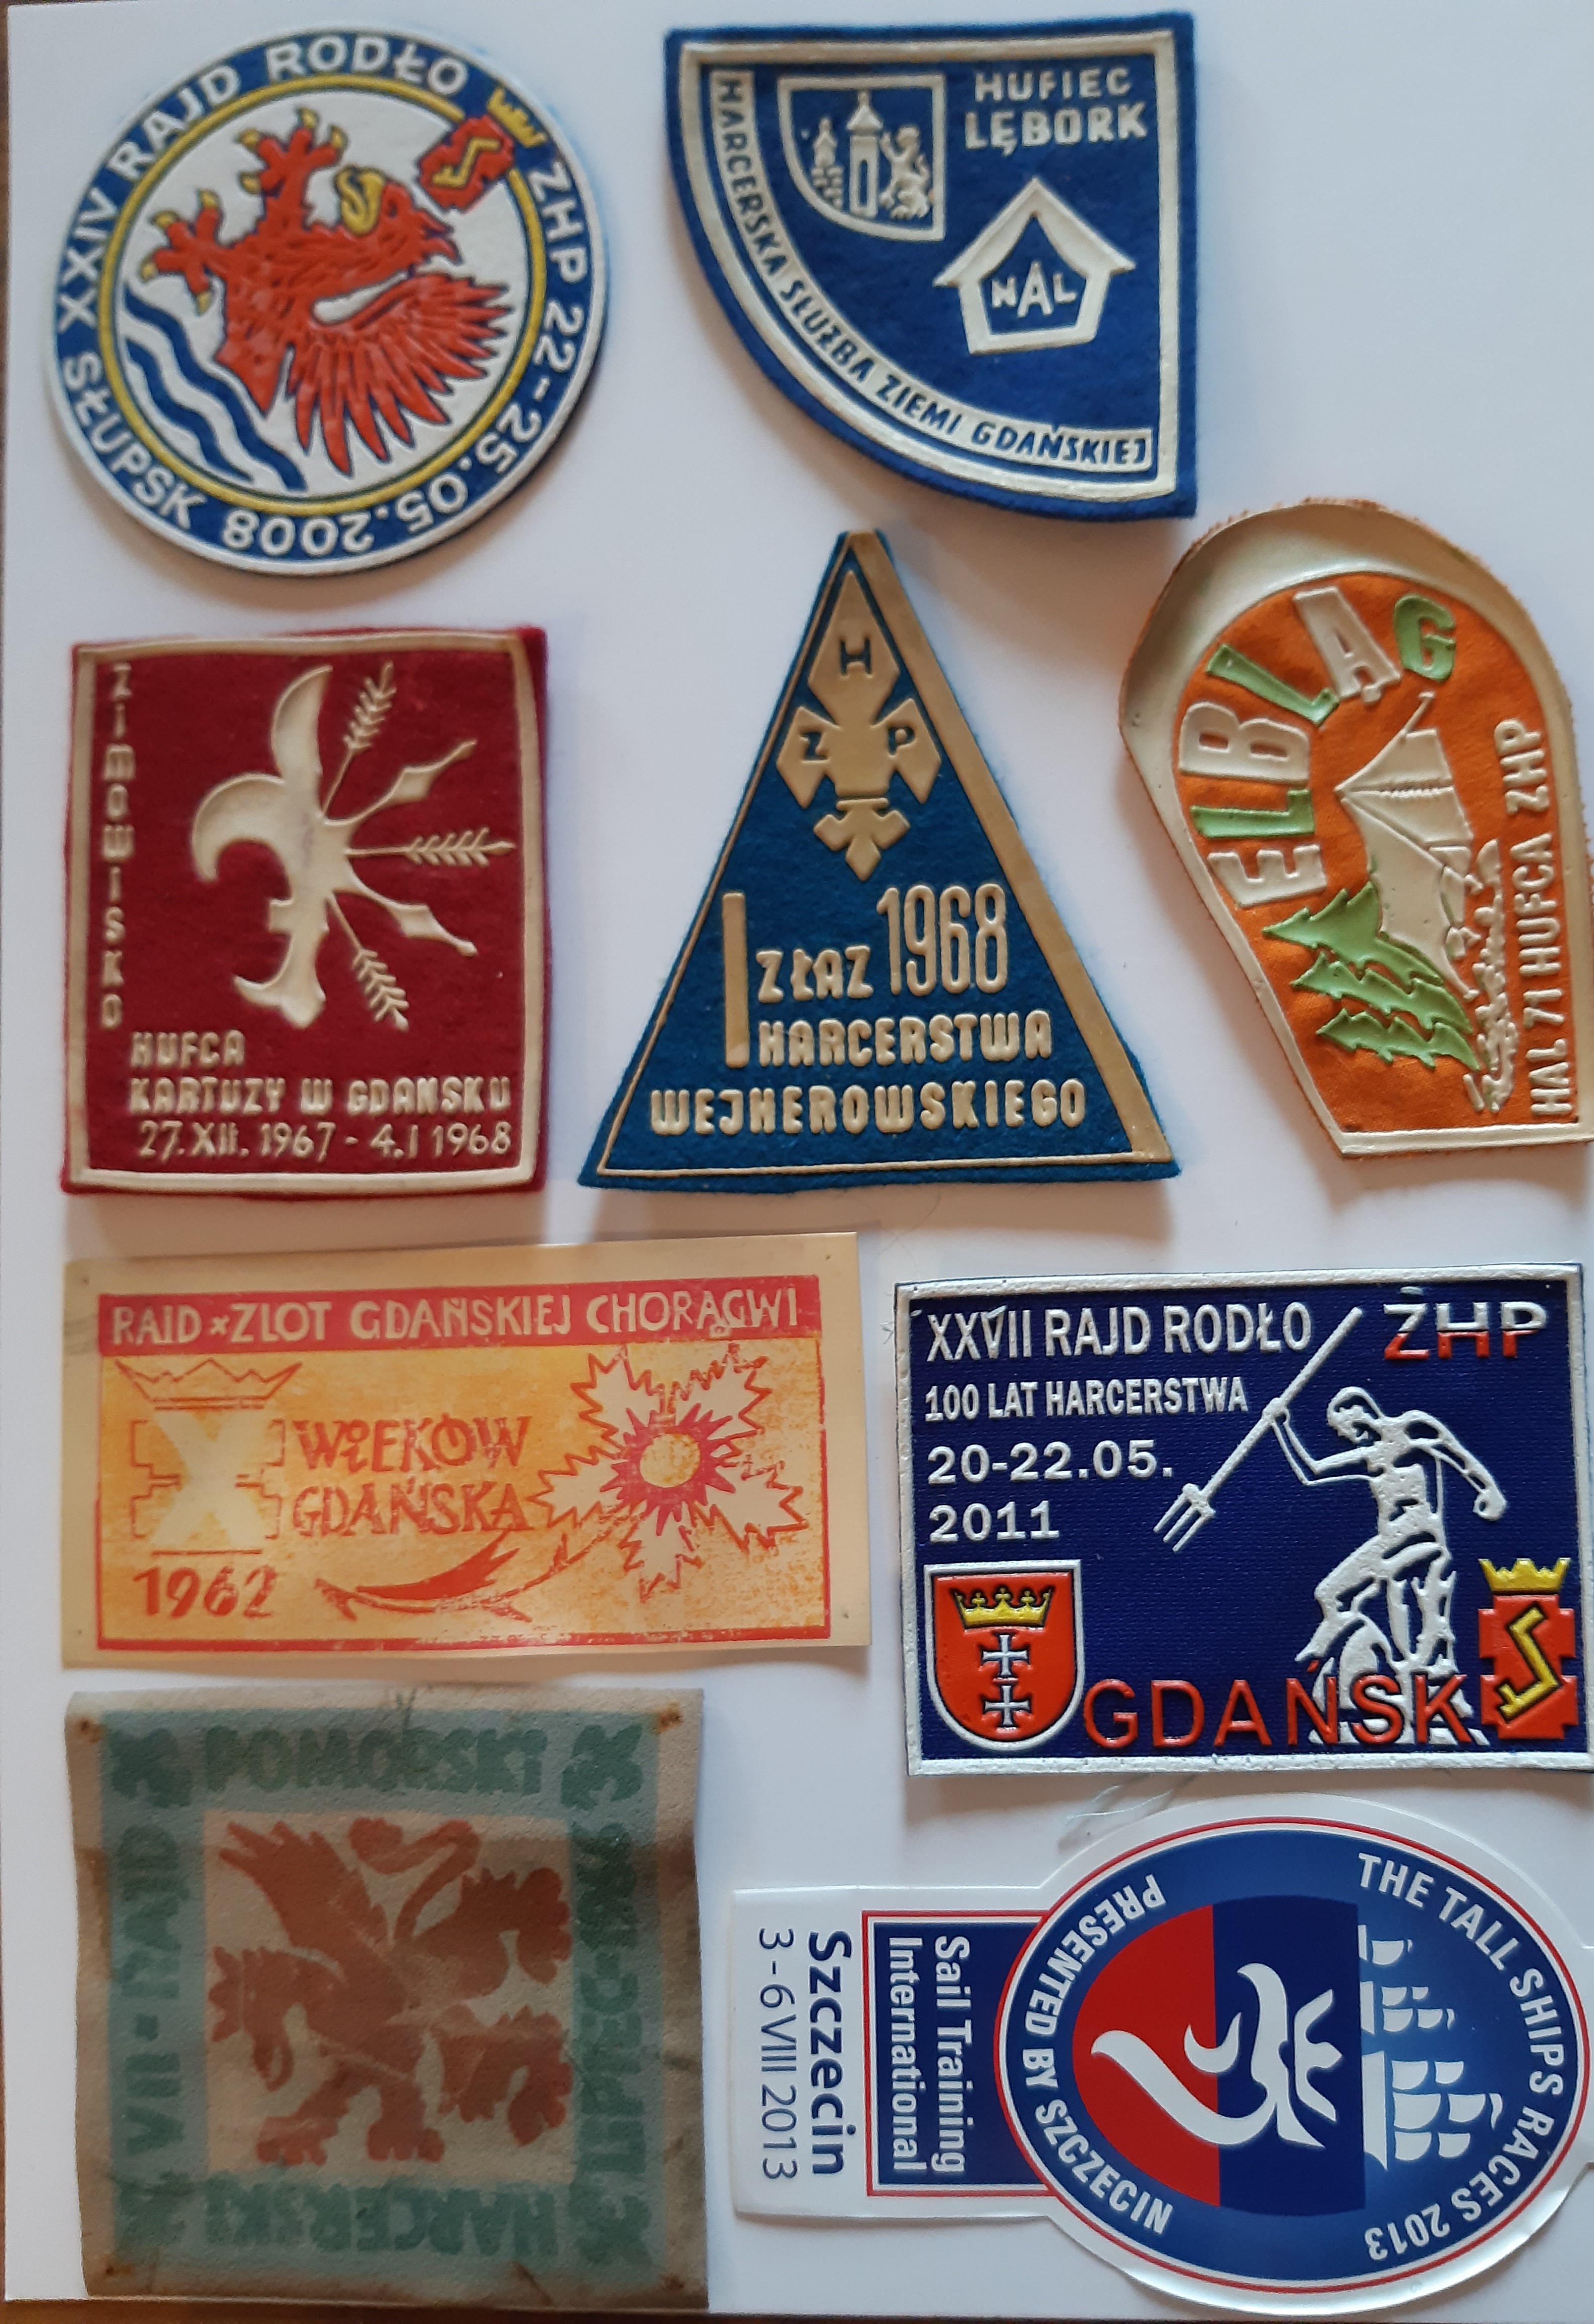 SŁUPSK XXIV RAJD RODŁO ZHP 22-25.05.2008
HUFIEC
LĘBORK
NAL
HARCERSKA SŁUŻBA ZIEMI GDAŃSKIEJ
ZIMOWISKO
HUFCA
KARTUZY W GDAŃSKU
27.XII. 1967 - 4.I 1968
H
Z P
I ZŁAZ 1968
HARCERSTWA
WEJHEROWSKIEGO
ELBLĄG
HAL 71 HUFCA ZHP
RAJD × ZLOT GDAŃSKIEJ CHORĄGWI
X WIEKÓW
GDAŃSKA
1962
XXVII RAJD RODŁO ZHP
100 LAT HARCERSTWA
20-22.05.
2011
GDAŃSK
VII-RAJD
POMORSKI
HARCERSKI
Szczecin
3 - 6 VIII 2013
Sail Training
International
THE TALL SHIPS RACES 2013
PRESENTED BY SZCZECIN